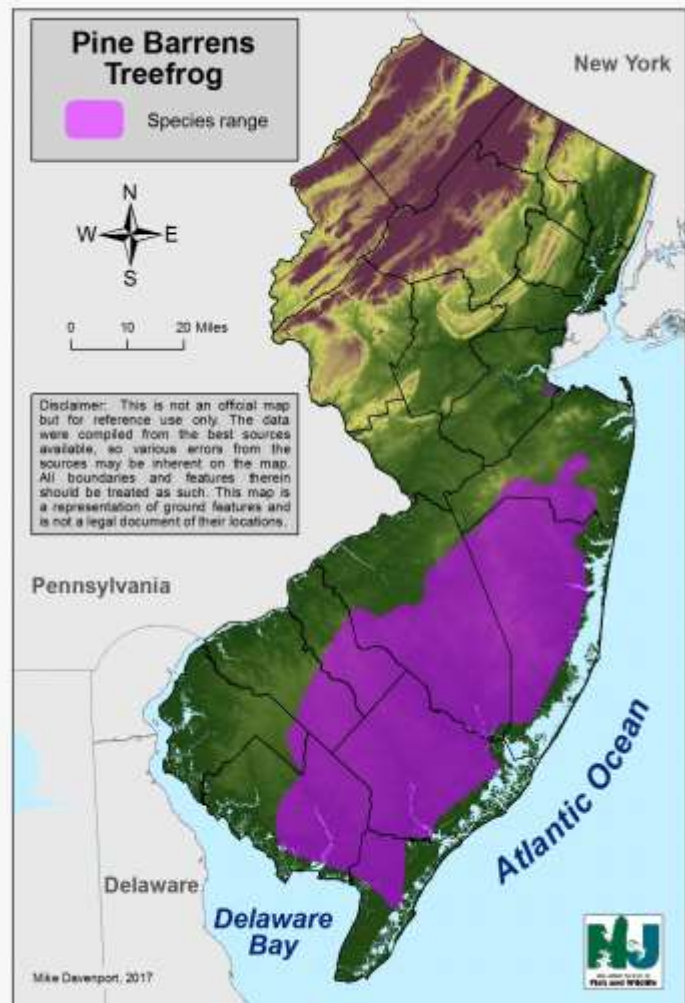 Pine Barrens
Treefrog
Species range
New York
N
W E
S
0 10 20 Miles
Disclaimer: This is not an official map
but for reference use only. The data
were compiled from the best sources
available, so various errors from the
sources may be inherent on the map.
All boundaries and features therein
should be treated as such. This map is
a representation of ground features and
is not a legal document of their locations.
Pennsylvania
Atlantic Ocean
Delaware
Delaware
Bay
Mike Davenport, 2017
NJ
Fish and Wildlife